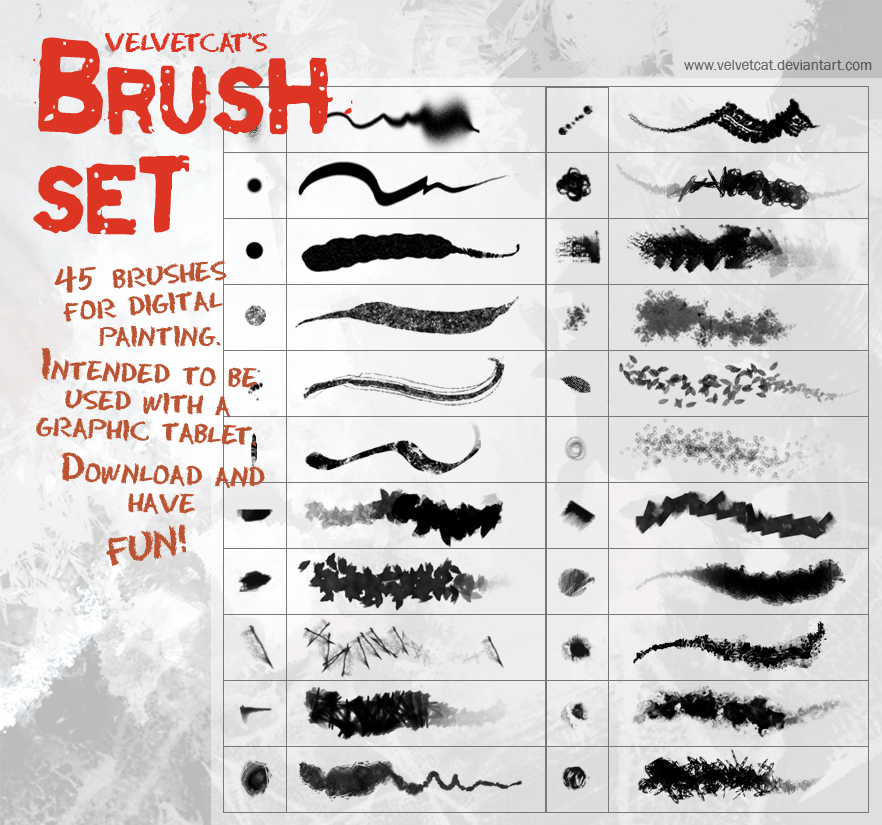 VELVETCAT'S
BRUSH
SET
www.velvetcat.deviantart.com
45 BRUSHES
FOR DIGITAL
PAINTING.
INTENDED TO BE
USED WITH A
GRAPHIC TABLET.
DOWNLOAD AND
HAVE
FUN!